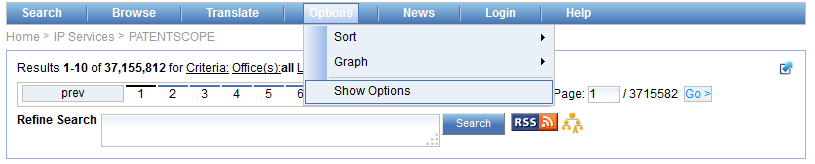 Search Browse Translate Options News Login Help
Home > IP Services > PATENTSCOPE
Sort
Graph
Results 1-10 of 37,155,812 for Criteria: Office(s):all
prev 1 2 3 4 5 6 Page: 1 / 3715582 Go >
Show Options
Refine Search Search RSS